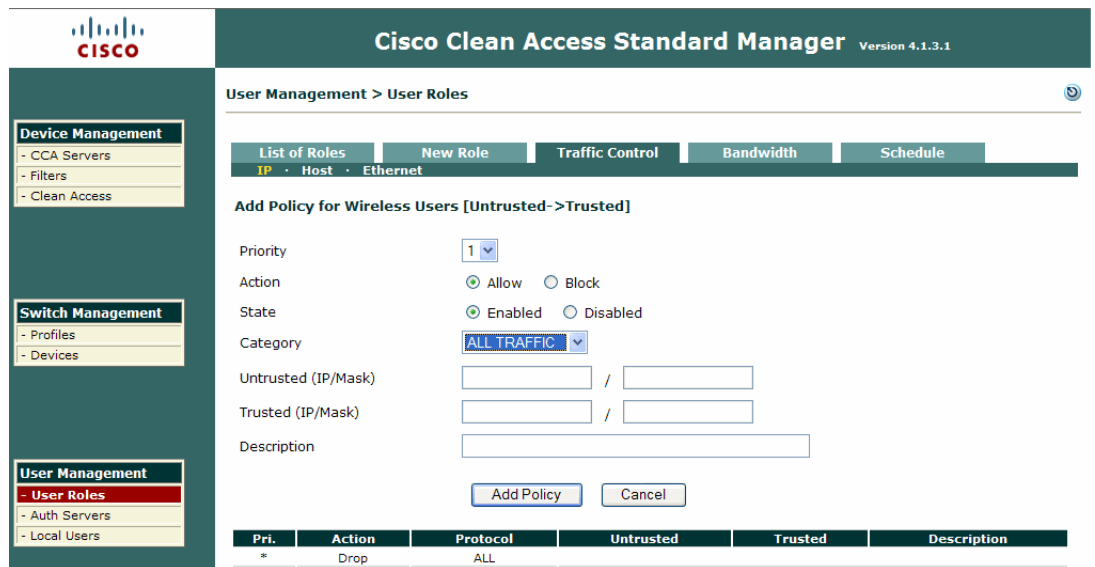 CISCO
Cisco Clean Access Standard Manager Version 4.1.3.1
User Management > User Roles
Device Management
- CCA Servers
- Filters
- Clean Access
Switch Management
- Profiles
- Devices
User Management
- User Roles
- Auth Servers
- Local Users
List of Roles New Role Traffic Control Bandwidth Schedule
IP · Host · Ethernet
Add Policy for Wireless Users [Untrusted->Trusted]
Priority 1
Action Allow Block
State Enabled Disabled
Category ALL TRAFFIC
Untrusted (IP/Mask) /
Trusted (IP/Mask) /
Description
Add Policy Cancel
Pri. Action Protocol Untrusted Trusted Description
* Drop ALL